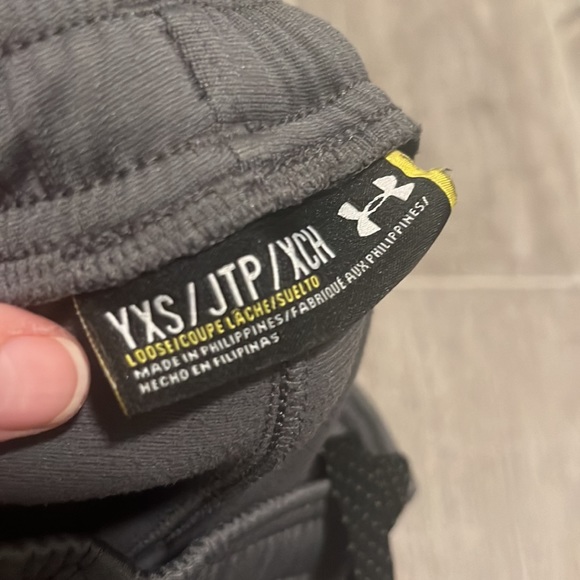 YXS/JTP/XCH
LOOSE/COUPE LÂCHE/SUELTO
MADE IN PHILIPPINES/FABRIQUÉ AUX PHILIPPINES/
HECHO EN FILIPINAS